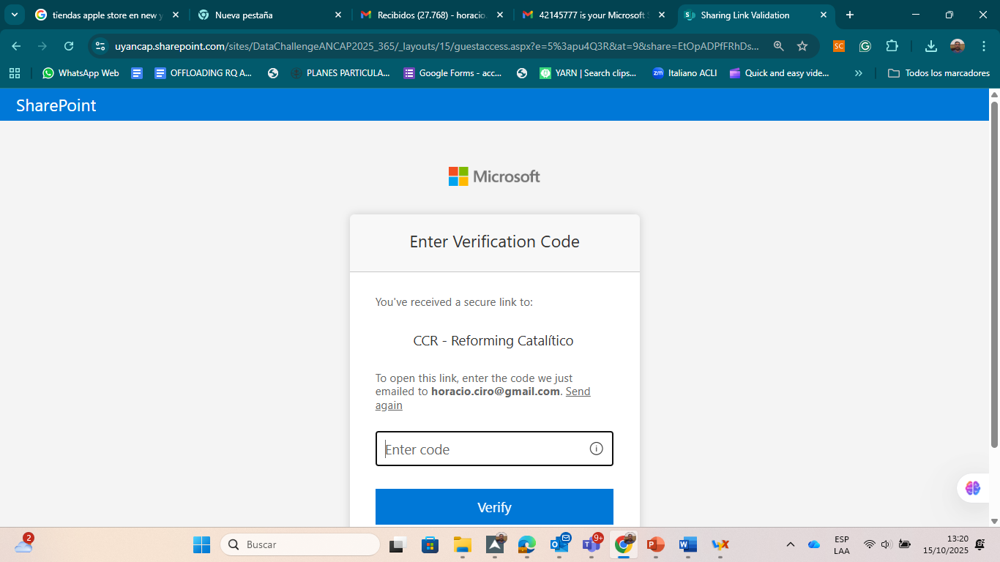 tiendas apple store en new y
Nueva pestaña
Recibidos (27.768) - horacio.
42145777 is your Microsoft S
Sharing Link Validation
uyancap.sharepoint.com/sites/DataChallengeANCAP2025_365/_layouts/15/guestaccess.aspx?e=5%3apu4Q3R&at=9&share=EtOpADPfFRhDs...
SC
WhatsApp Web
OFFLOADING RQ A...
PLANES PARTICULA...
Google Forms - acc...
YARN | Search clips...
zm
Italiano ACLI
Quick and easy vide...
»
Todos los marcadores
SharePoint
Microsoft
Enter Verification Code
You've received a secure link to:
CCR - Reforming Catalítico
To open this link, enter the code we just
emailed to horacio.ciro@gmail.com. Send
again
Enter code
Verify
2
Buscar
9+
ESP
LAA
13:20
15/10/2025